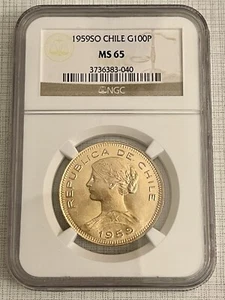 1959SO CHILE G100P
MS 65
3736383-040
NGC
REPUBLICA DE CHILE
1959